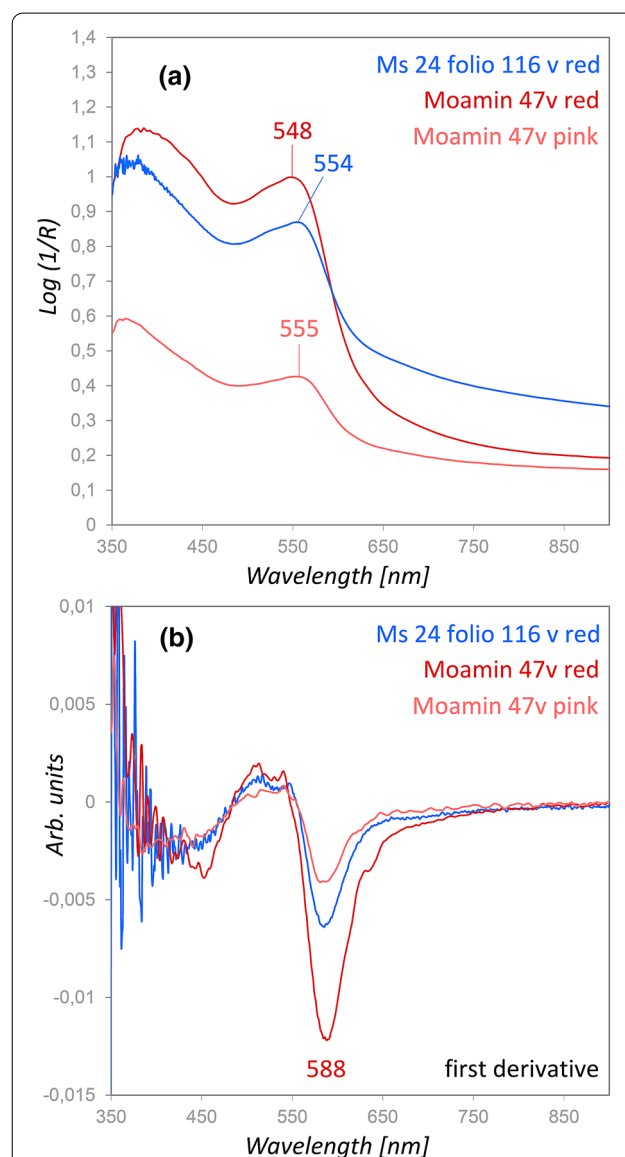 (a)
Ms 24 folio 116 v red
Moamin 47v red
Moamin 47v pink
548
554
555
Log (1/R)
1,4
1,3
1,2
1,1
1
0,9
0,8
0,7
0,6
0,5
0,4
0,3
0,2
0,1
0
350 450 550 650 750 850
Wavelength [nm]
(b)
Ms 24 folio 116 v red
Moamin 47v red
Moamin 47v pink
Arb. units
0,01
0,005
0
-0,005
-0,01
-0,015
588
first derivative
350 450 550 650 750 850
Wavelength [nm]